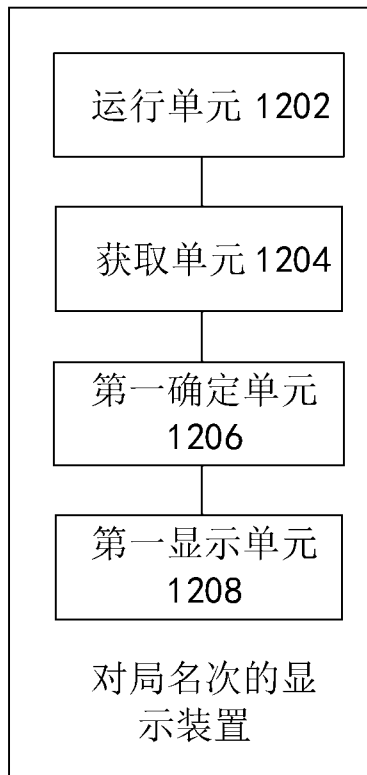 运行单元 1202
获取单元 1204
第一确定单元
1206
第一显示单元
1208
对局名次的显
示装置